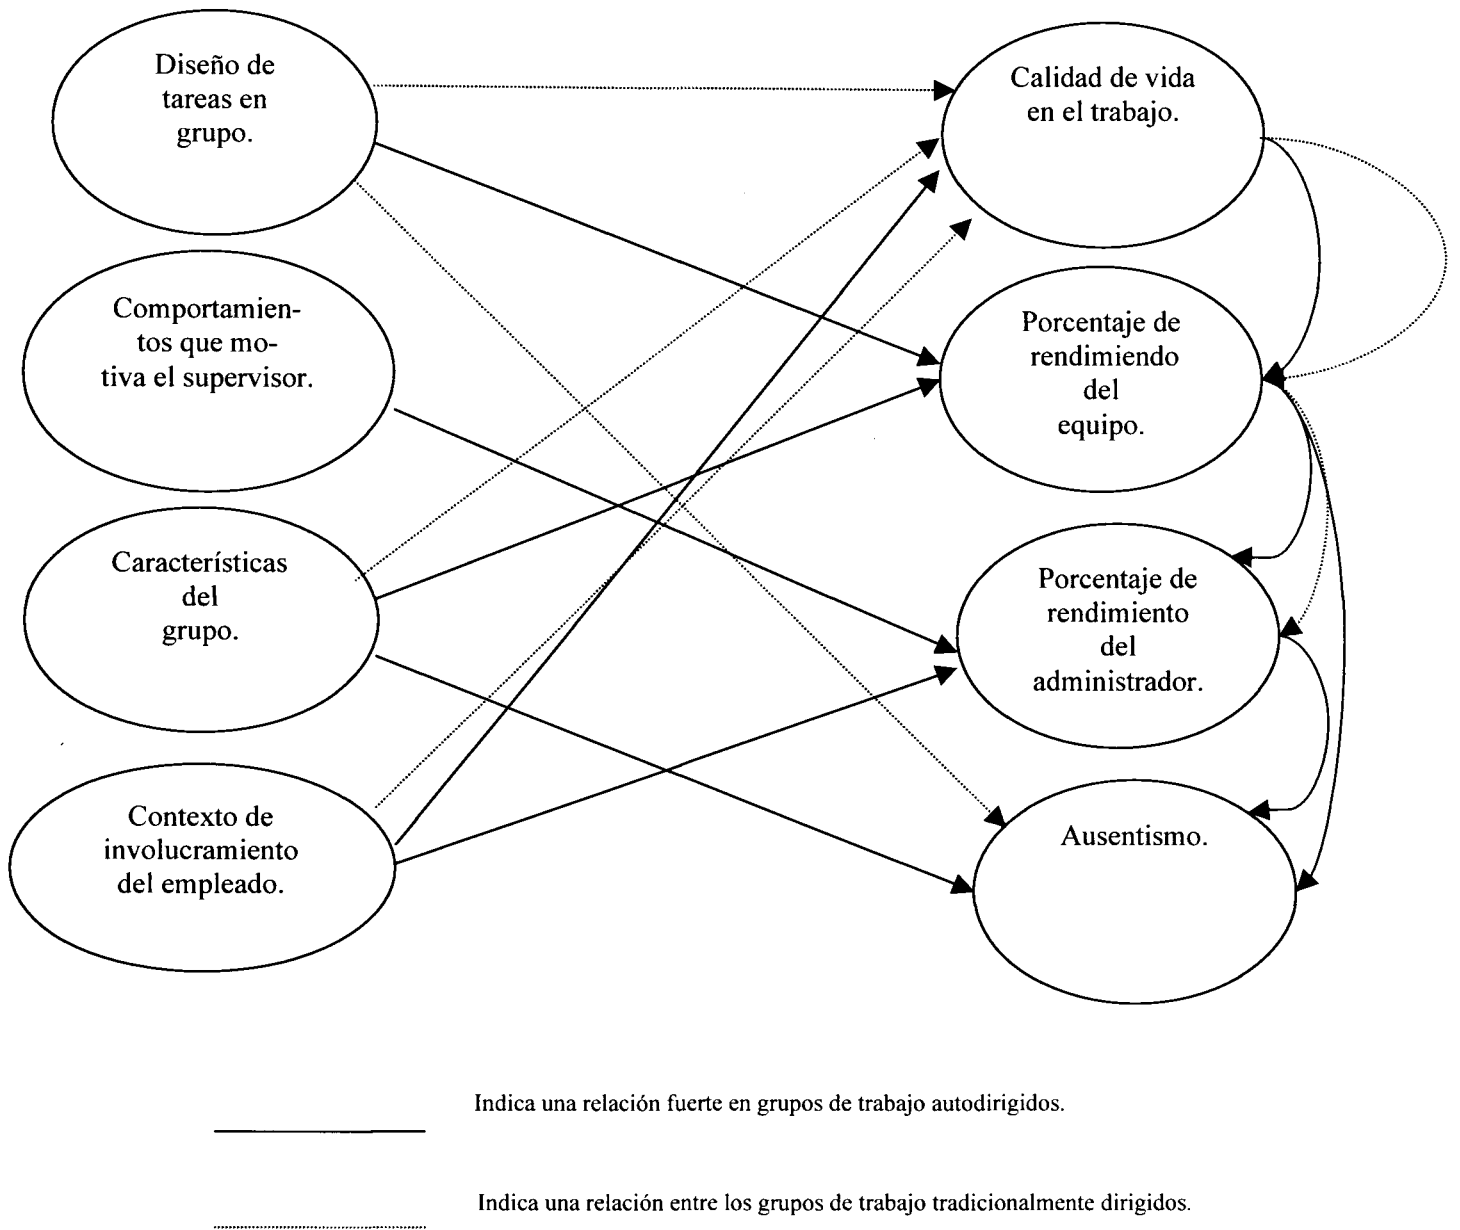 Diseño de
tareas en
grupo.
Comportamien-
tos que mo-
tiva el supervisor.
Características
del
grupo.
Contexto de
involucramiento
del empleado.
Calidad de vida
en el trabajo.
Porcentaje de
rendimiendo
del
equipo.
Porcentaje de
rendimiento
del
administrador.
Ausentismo.
Indica una relación fuerte en grupos de trabajo autodirigidos.
Indica una relación entre los grupos de trabajo tradicionalmente dirigidos.